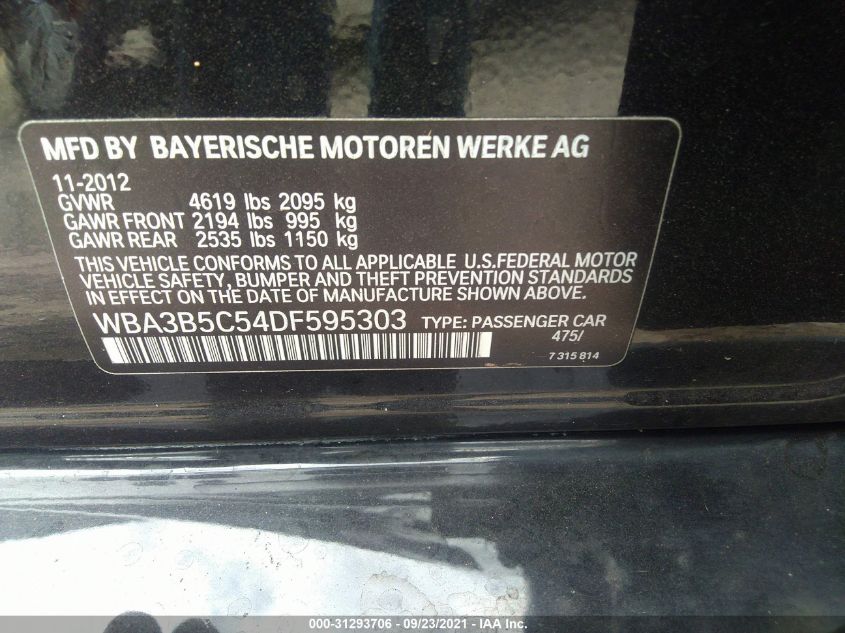 MFD BY BAYERISCHE MOTOREN WERKE AG
11-2012
GVWR 4619 lbs 2095 kg
GAWR FRONT 2194 lbs 995 kg
GAWR REAR 2535 lbs 1150 kg
THIS VEHICLE CONFORMS TO ALL APPLICABLE U.S.FEDERAL MOTOR
VEHICLE SAFETY, BUMPER AND THEFT PREVENTION STANDARDS
IN EFFECT ON THE DATE OF MANUFACTURE SHOWN ABOVE.
WBA3B5C54DF595303 TYPE: PASSENGER CAR
475/
7 315 814
000-31293706 - 09/23/2021 - IAA Inc.